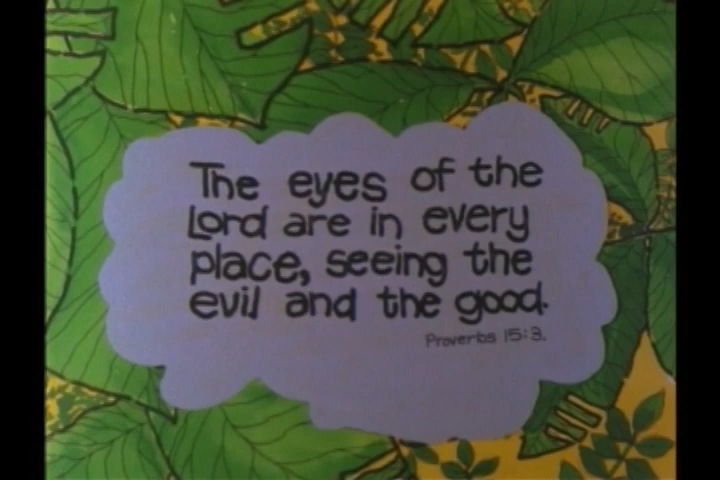 The eyes of the
Lord are in every
place, seeing the
evil and the good.
Proverbs 15:3.